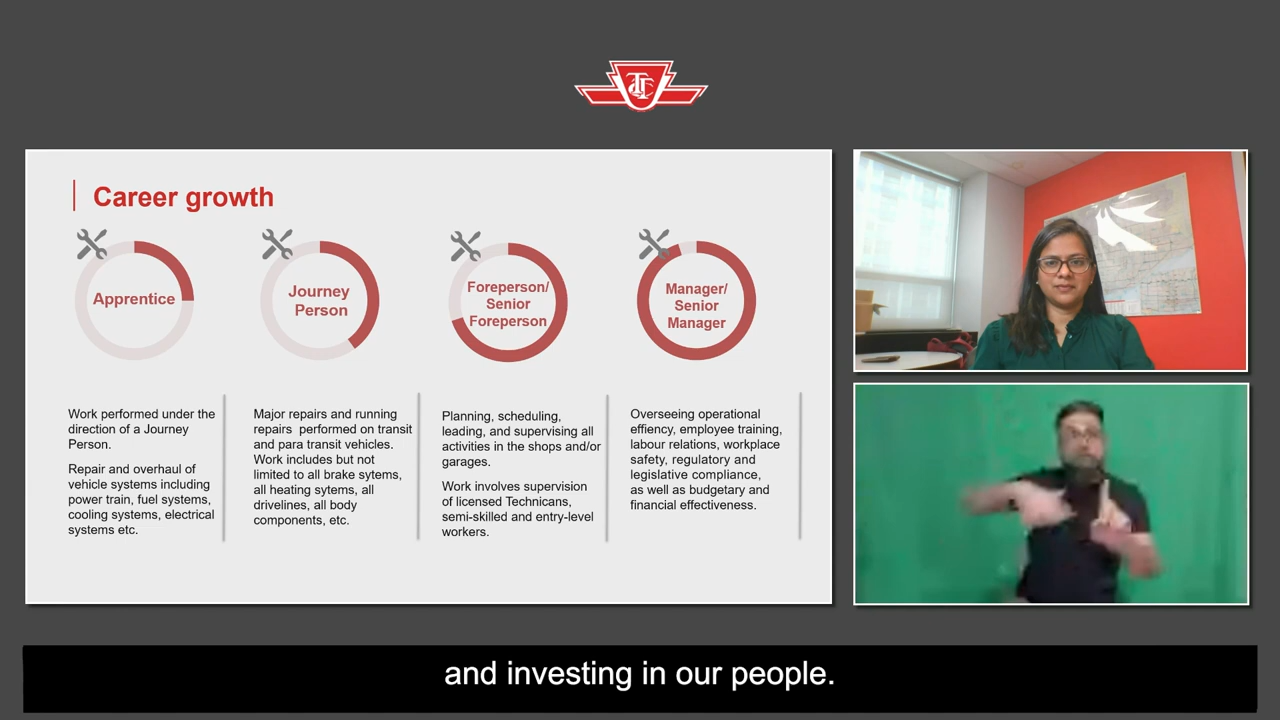 TTC
Career growth
Apprentice
Journey
Person
Foreperson/
Senior
Foreperson
Manager/
Senior
Manager
Work performed under the
direction of a Journey
Person.
Repair and overhaul of
vehicle systems including
power train, fuel systems,
cooling systems, electrical
systems etc.
Major repairs and running
repairs performed on transit
and para transit vehicles.
Work includes but not
limited to all brake sytems,
all heating sytems, all
drivelines, all body
components, etc.
Planning, scheduling,
leading, and supervising all
activities in the shops and/or
garages.
Work involves supervision
of licensed Technicans,
semi-skilled and entry-level
workers.
Overseeing operational
effiency, employee training,
labour relations, workplace
safety, regulatory and
legislative compliance,
as well as budgetary and
financial effectiveness.
and investing in our people.